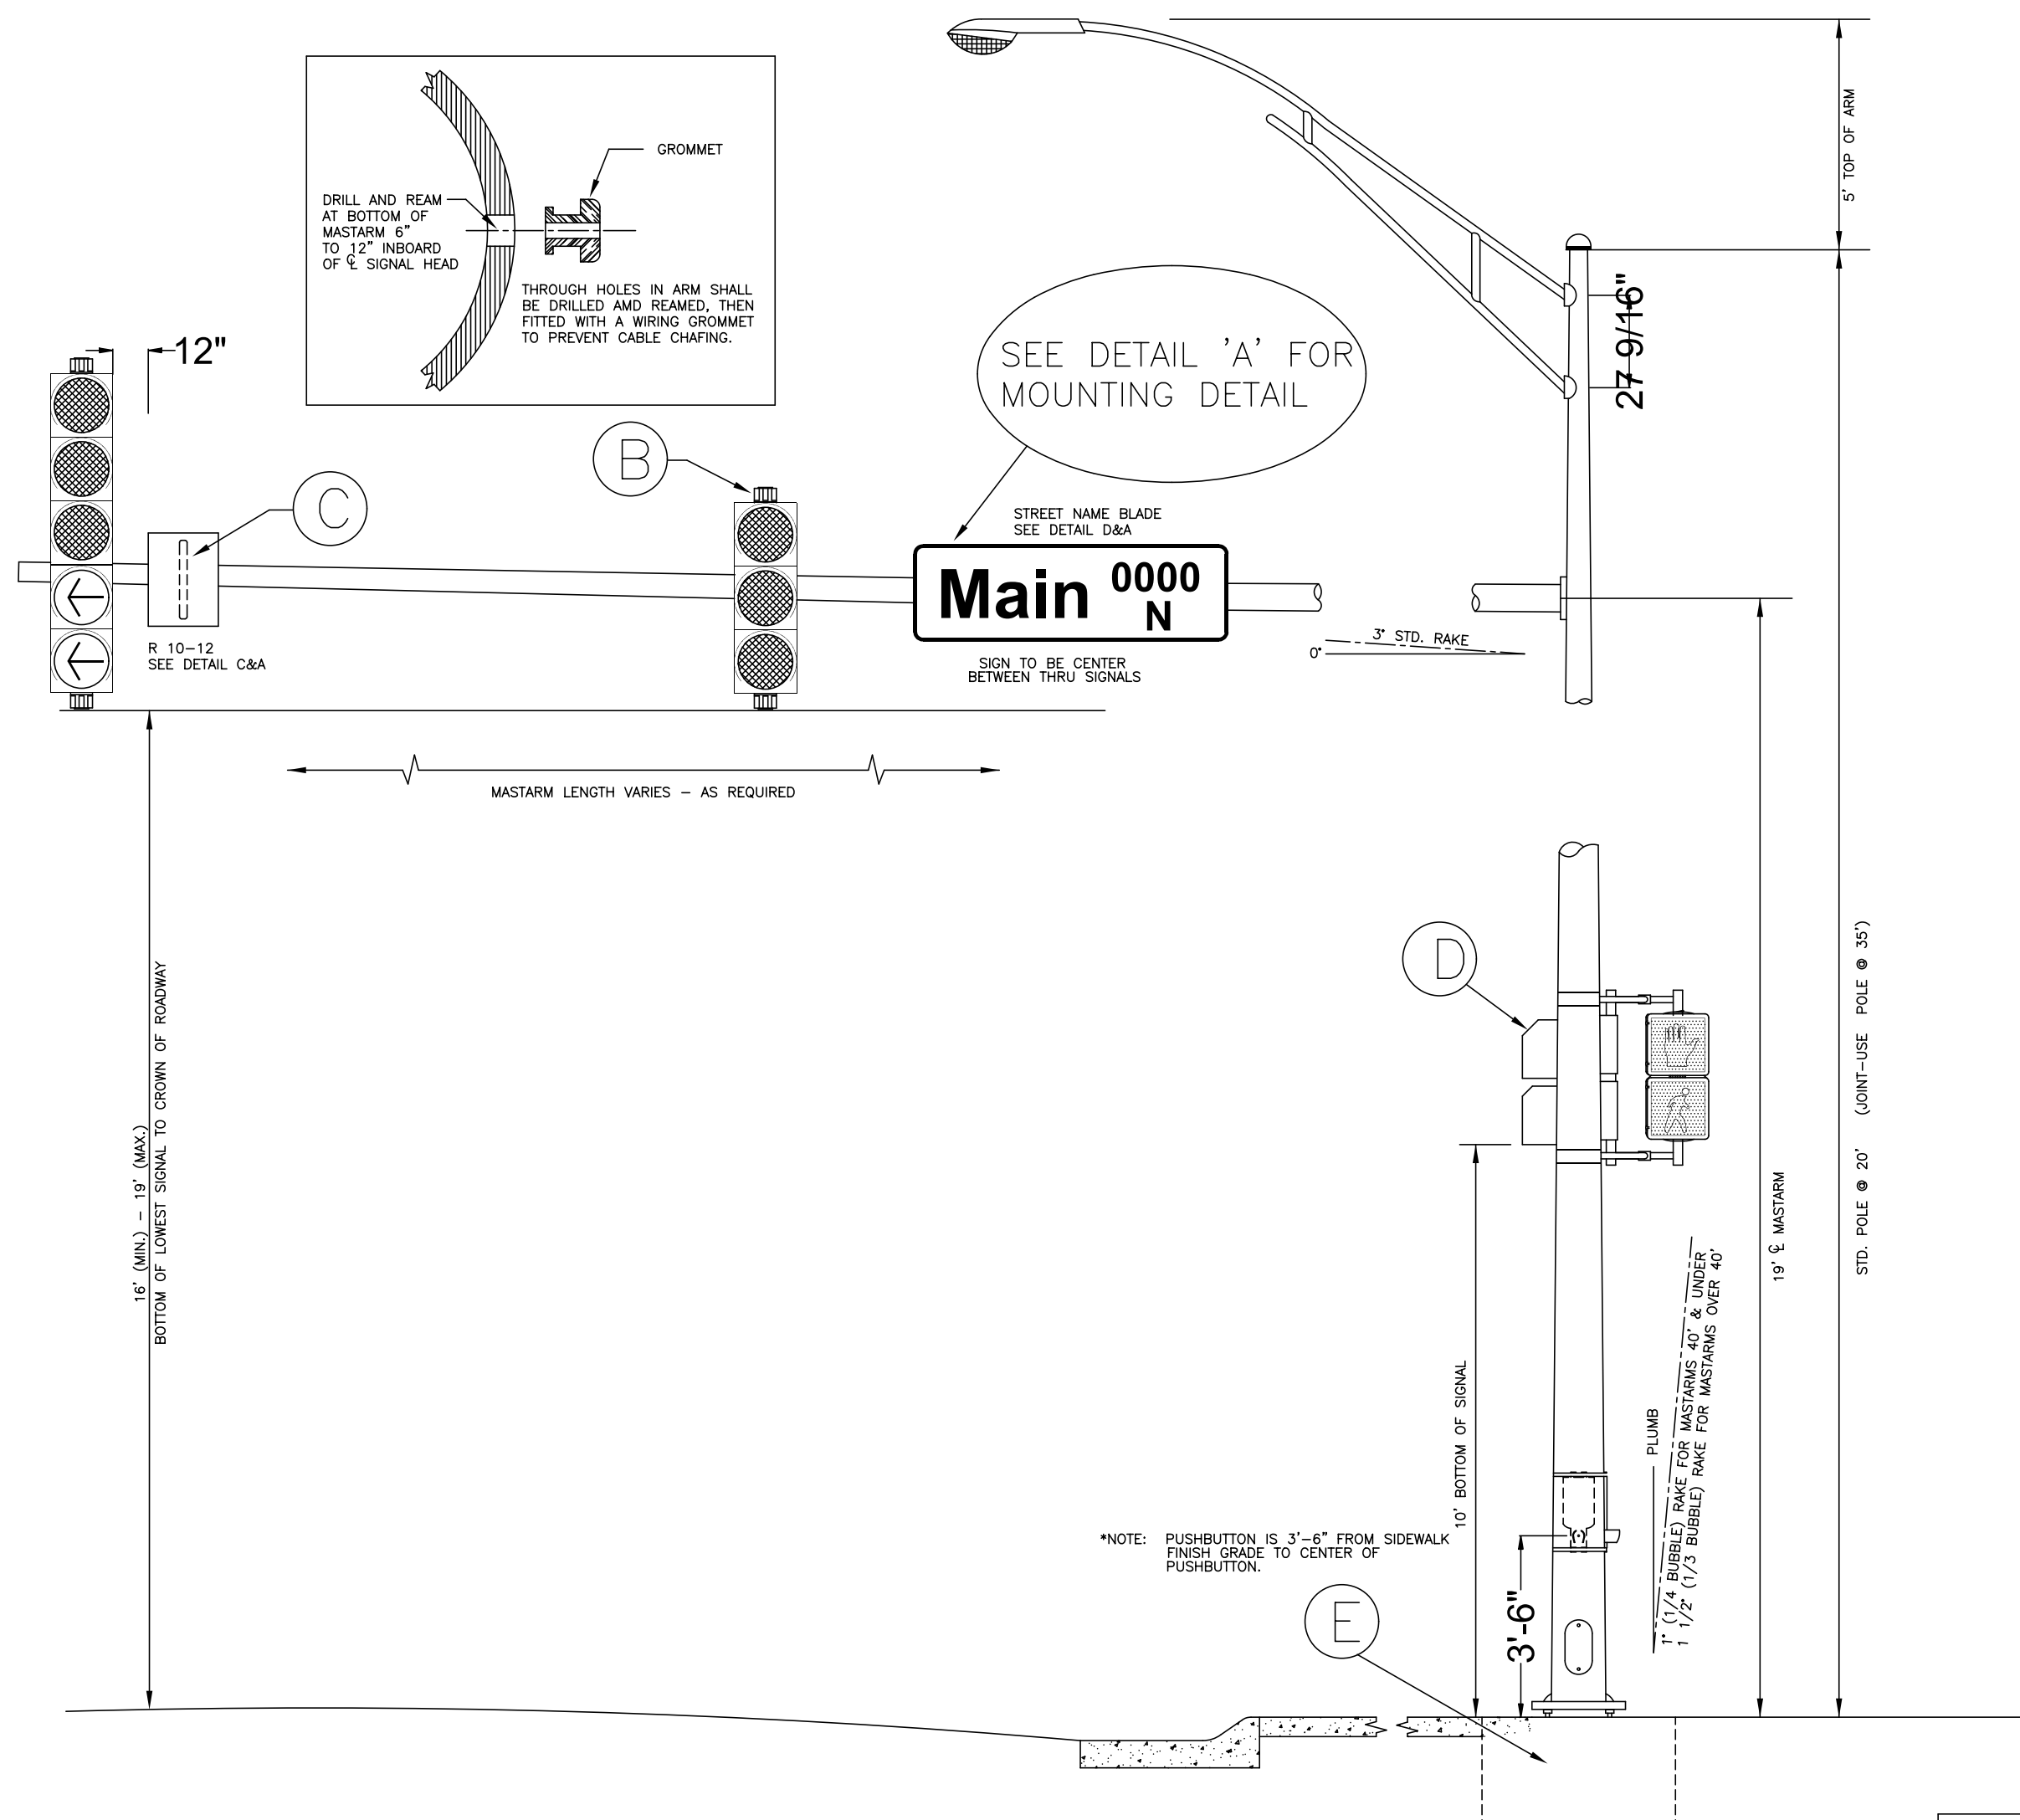 5' TOP OF ARM
GROMMET
DRILL AND REAM
AT BOTTOM OF
MASTARM 6"
TO 12" INBOARD
OF ℄ SIGNAL HEAD
THROUGH HOLES IN ARM SHALL
BE DRILLED AMD REAMED, THEN
FITTED WITH A WIRING GROMMET
TO PREVENT CABLE CHAFING.
27 9/16"
12"
SEE DETAIL 'A' FOR
MOUNTING DETAIL
B
C
STREET NAME BLADE
SEE DETAIL D&A
Main 0000
N
R 10-12
SEE DETAIL C&A
SIGN TO BE CENTER
BETWEEN THRU SIGNALS
3° STD. RAKE
0°
MASTARM LENGTH VARIES - AS REQUIRED
D
16' (MIN.) - 19' (MAX.)
BOTTOM OF LOWEST SIGNAL TO CROWN OF ROADWAY
STD. POLE @ 20' (JOINT-USE POLE @ 35')
19' ℄ MASTARM
10' BOTTOM OF SIGNAL
PLUMB
1° (1/4 BUBBLE) RAKE FOR MASTARMS 40' & UNDER
1 1/2° (1/3 BUBBLE) RAKE FOR MASTARMS OVER 40'
*NOTE: PUSHBUTTON IS 3'-6" FROM SIDEWALK
FINISH GRADE TO CENTER OF
PUSHBUTTON.
3'-6"
E